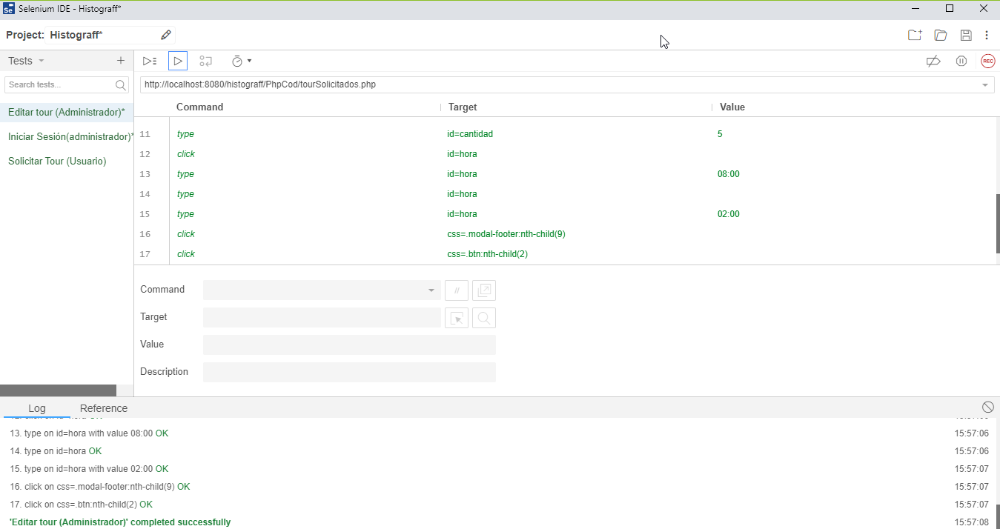 Se Selenium IDE - Histograff*
Project: Histograff*
Tests
Search tests...
Editar tour (Administrador)*
Iniciar Sesión(administrador)*
Solicitar Tour (Usuario)
REC
http://localhost:8080/histograff/PhpCod/tourSolicitados.php
Command Target Value
11 type id=cantidad 5
12 click id=hora
13 type id=hora 08:00
14 type id=hora
15 type id=hora 02:00
16 click css=.modal-footer:nth-child(9)
17 click css=.btn:nth-child(2)
Command //
Target
Value
Description
Log Reference
13. type on id=hora with value 08:00 OK 15:57:06
14. type on id=hora OK 15:57:06
15. type on id=hora with value 02:00 OK 15:57:07
16. click on css=.modal-footer:nth-child(9) OK 15:57:07
17. click on css=.btn:nth-child(2) OK 15:57:07
'Editar tour (Administrador)' completed successfully 15:57:08